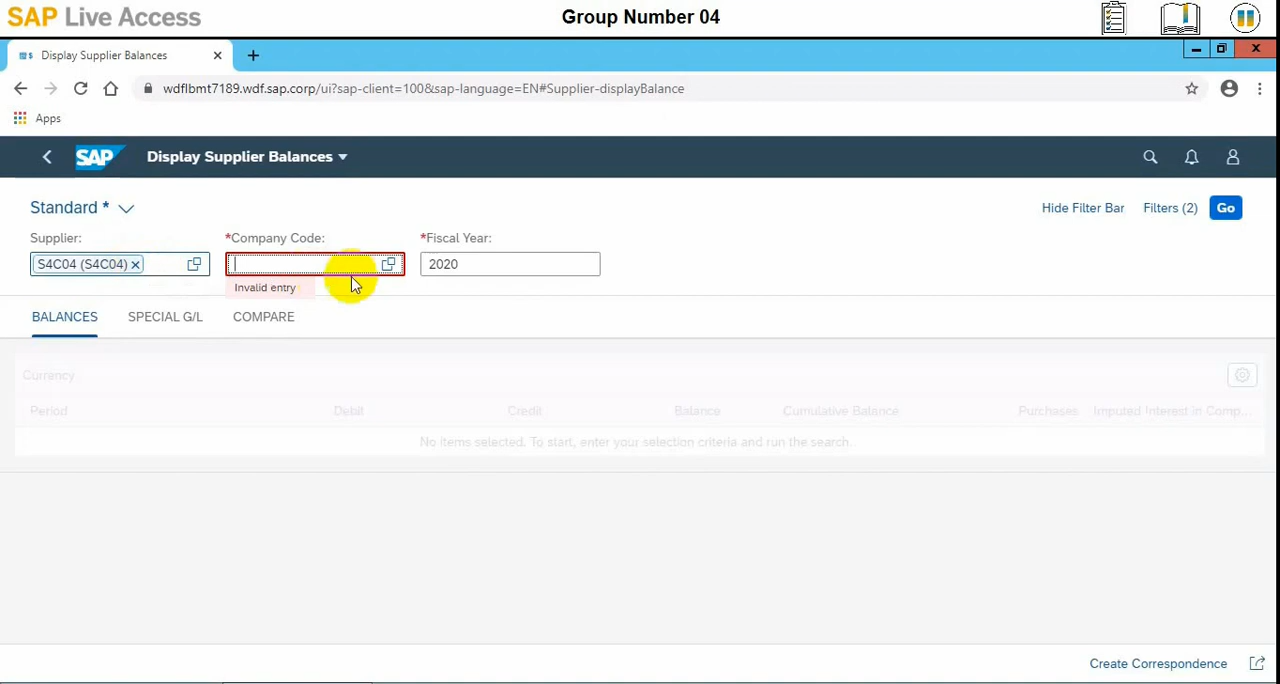 SAP Live Access
Group Number 04
Display Supplier Balances
wdflbmt7189.wdf.sap.corp/ui?sap-client=100&sap-language=EN#Supplier-displayBalance
Apps
SAP Display Supplier Balances
Standard *
Hide Filter Bar Filters (2) Go
Supplier: *Company Code: *Fiscal Year:
S4C04 (S4C04) 2020
Invalid entry
BALANCES SPECIAL G/L COMPARE
Currency
Period Debit Credit Balance Cumulative Balance Purchases Imputed Interest in Comp...
No items selected. To start, enter your selection criteria and run the search.
Create Correspondence